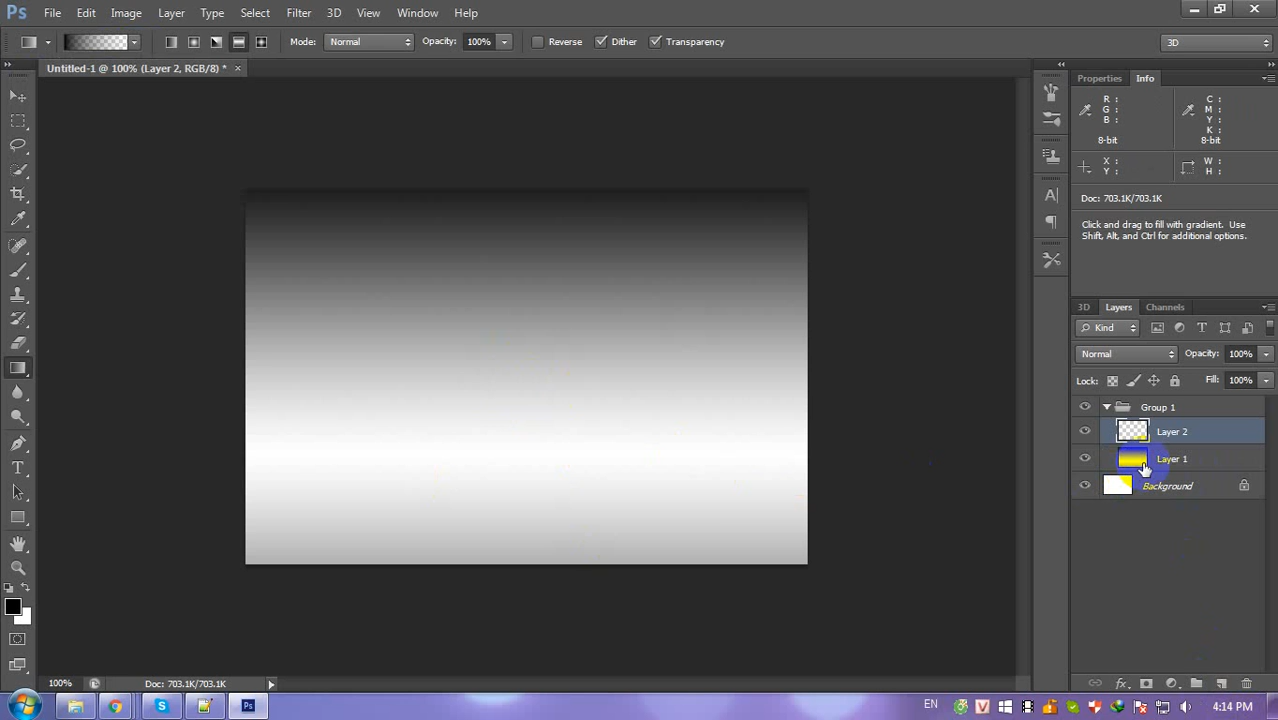 Ps File Edit Image Layer Type Select Filter 3D View Window Help
Mode: Normal Opacity: 100% Reverse Dither Transparency 3D
Untitled-1 @ 100% (Layer 2, RGB/8) * ×
Properties Info
R : C :
G : M :
B : Y :
K :
8-bit 8-bit
X : W :
Y : H :
Doc: 703.1K/703.1K
Click and drag to fill with gradient. Use
Shift, Alt, and Ctrl for additional options.
3D Layers Channels
Kind
Normal Opacity: 100%
Lock: Fill: 100%
Group 1
Layer 2
Layer 1
Background
100% Doc: 703.1K/703.1K
EN 4:14 PM